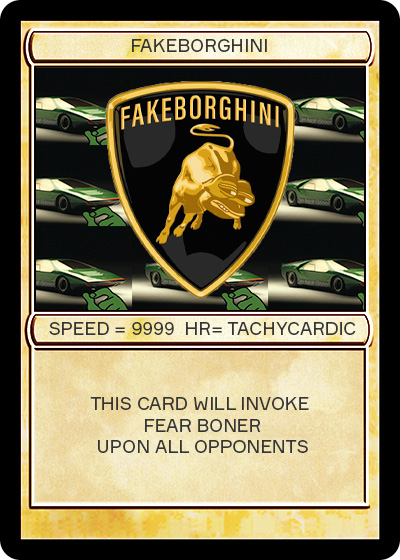 FAKEBORGHINI
FAKEBORGHINI
SPEED = 9999 HR= TACHYCARDIC
THIS CARD WILL INVOKE
FEAR BONER
UPON ALL OPPONENTS